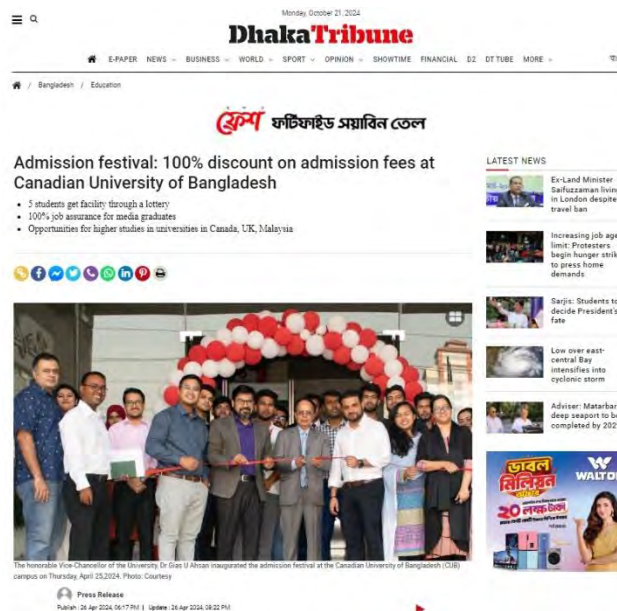 Monday, October 21, 2024
DhakaTribune
E-PAPER NEWS BUSINESS WORLD SPORT OPINION SHOWTIME FINANCIAL D2 DT TUBE MORE
/ Bangladesh / Education
ফ্রেশ ফর্টিফাইড সয়াবিন তেল
Admission festival: 100% discount on admission fees at
Canadian University of Bangladesh
• 5 students get facility through a lottery
• 100% job assurance for media graduates
• Opportunities for higher studies in universities in Canada, UK, Malaysia
The honorable Vice-Chancellor of the University, Dr Gias U Ahsan inaugurated the admission festival at the Canadian University of Bangladesh (CUB)
campus on Thursday, April 25,2024. Photo: Courtesy
Press Release
Publish : 26 Apr 2024, 06:17 PM | Update : 26 Apr 2024, 08:22 PM
LATEST NEWS
Ex-Land Minister
Saifuzzaman living
in London despite
travel ban
Increasing job age
limit: Protesters
begin hunger strik
to press home
demands
Sarjis: Students to
decide President's
fate
Low over east-
central Bay
intensifies into
cyclonic storm
Adviser: Matarbar
deep seaport to be
completed by 202
ডাবল
মিলিয়ন
২০ লক্ষ টাকা
WALTO